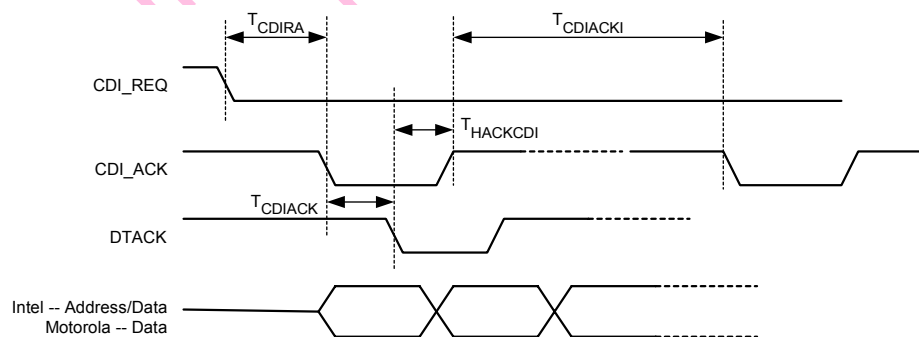 TCDIRA
TCDIACKI
CDI_REQ
THACKCDI
CDI_ACK
TCDIACK
DTACK
Intel -- Address/Data
Motorola -- Data